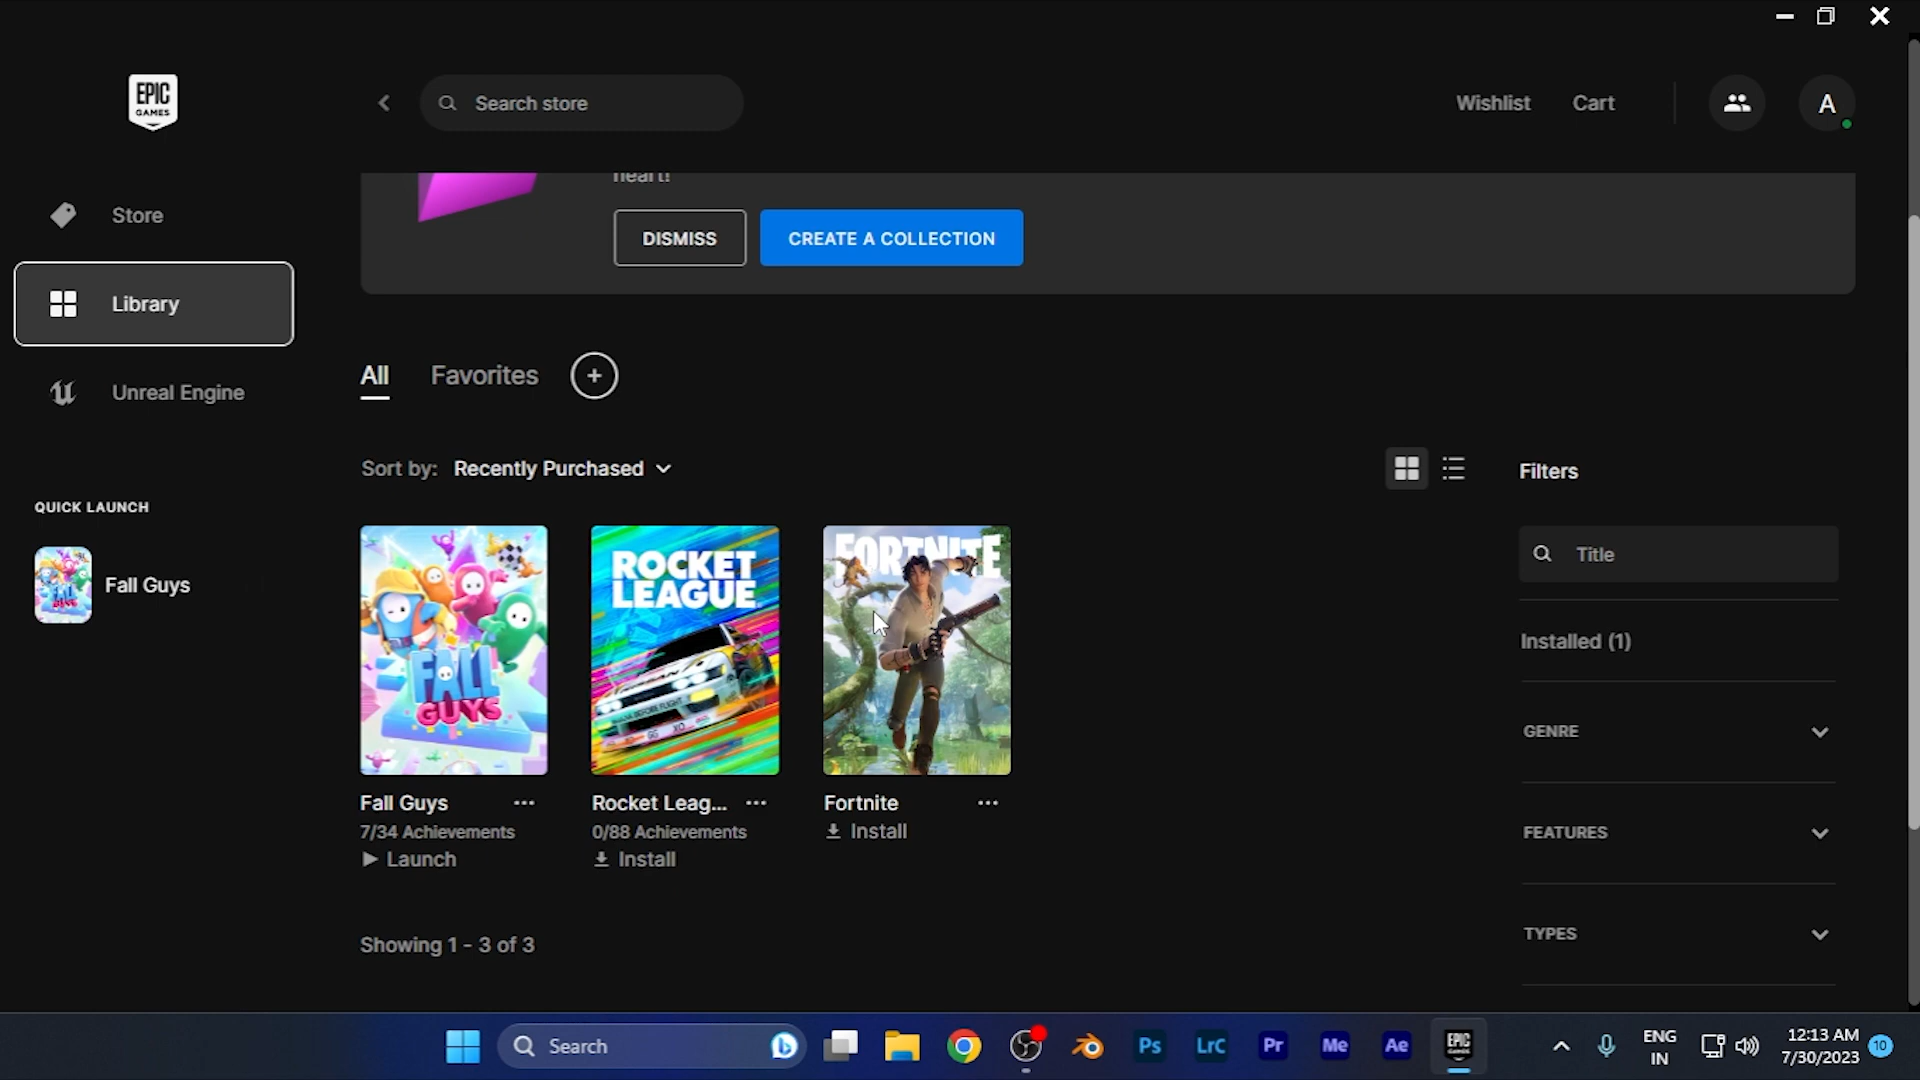 EPIC
GAMES
Search store
Wishlist
Cart
A
Store
heart!
DISMISS
CREATE A COLLECTION
Library
All
Favorites
+
Unreal Engine
Sort by: Recently Purchased
Filters
QUICK LAUNCH
Fall Guys
Title
Installed (1)
GENRE
FEATURES
TYPES
FALL
GUYS
ROCKET
LEAGUE
FORTNITE
Fall Guys ...
7/34 Achievements
Launch
Rocket Leag... ...
0/88 Achievements
Install
Fortnite ...
Install
Showing 1 - 3 of 3
Search
Ps
LrC
Pr
Me
Ae
EPIC
GAMES
ENG
IN
12:13 AM
7/30/2023
10